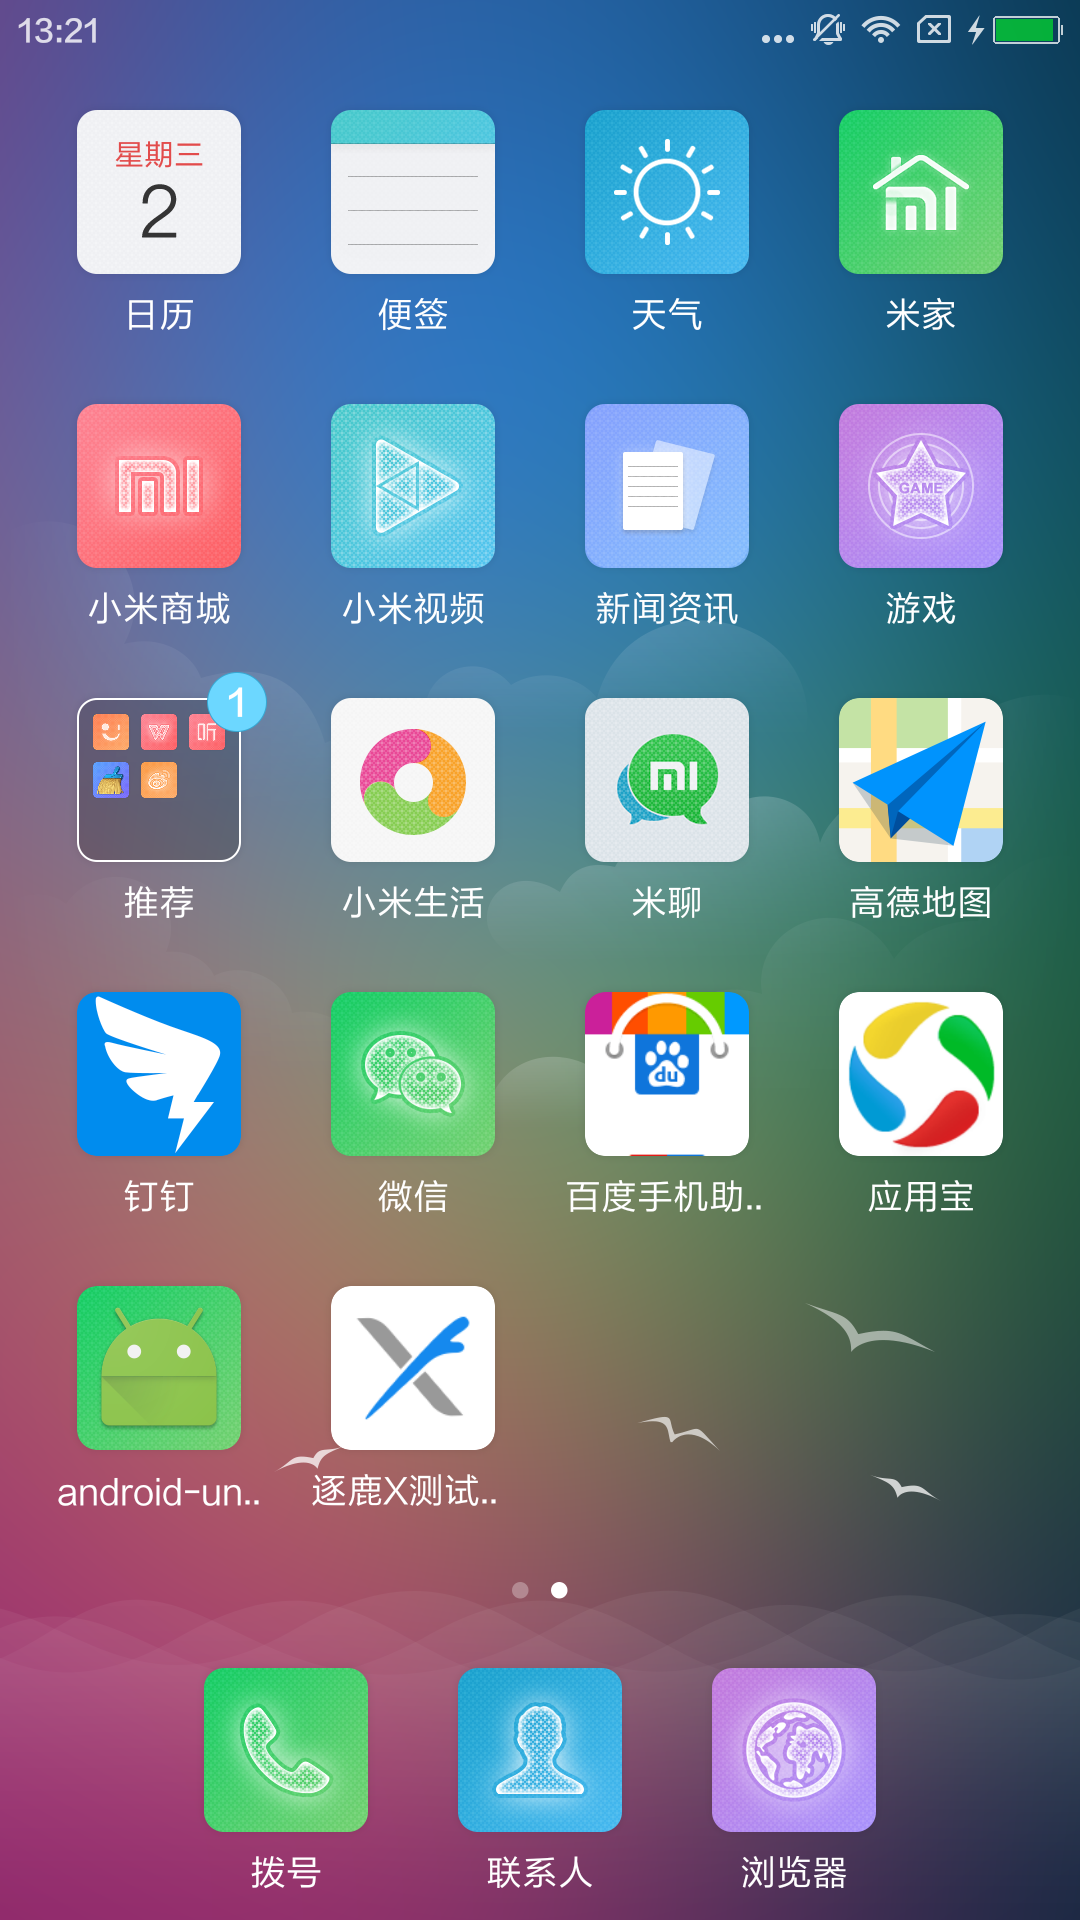 13:21
星期三
2
日历
便签
天气
米家
小米商城
小米视频
新闻资讯
GAME
游戏
1
听
推荐
小米生活
米聊
高德地图
钉钉
微信
du
百度手机助..
应用宝
android-un..
逐鹿X测试..
拨号
联系人
浏览器